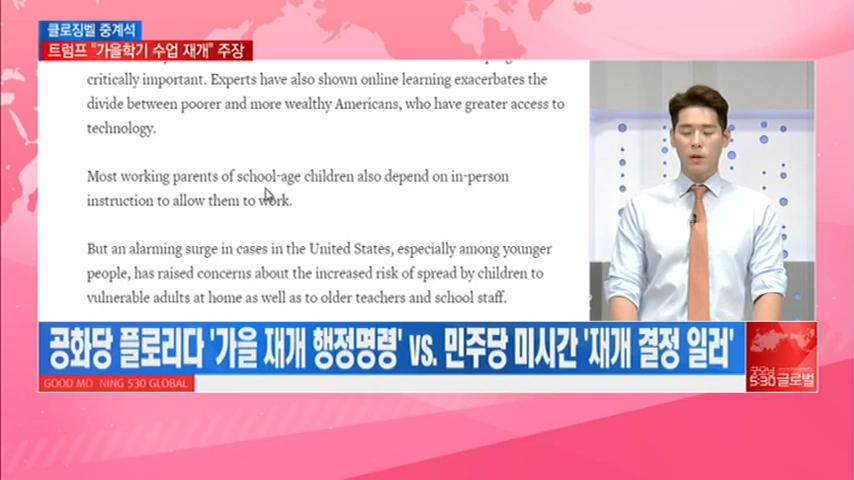 클로징벨 중계석
트럼프 "가을학기 수업 재개" 주장
critically important. Experts have also shown online learning exacerbates the
divide between poorer and more wealthy Americans, who have greater access to
technology.
Most working parents of school-age children also depend on in-person
instruction to allow them to work.
But an alarming surge in cases in the United States, especially among younger
people, has raised concerns about the increased risk of spread by children to
vulnerable adults at home as well as to older teachers and school staff.
공화당 플로리다 '가을 재개 행정명령' vs. 민주당 미시간 '재개 결정 일러'
GOOD MO NING 530 GLOBAL
굿모닝
5:30 글로벌